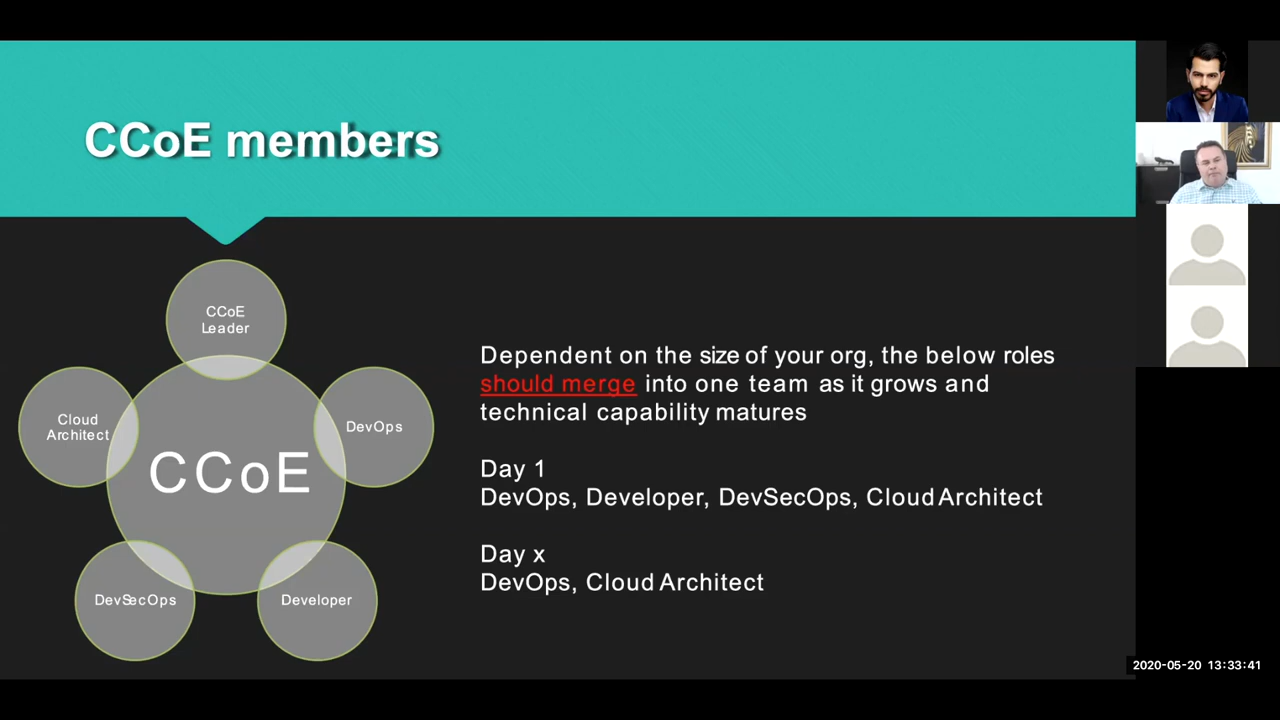 CCoE members
CCoE
Leader
Cloud
Architect
DevOps
CCoE
DevSecOps
Developer
Dependent on the size of your org, the below roles
should merge into one team as it grows and
technical capability matures
Day 1
DevOps, Developer, DevSecOps, Cloud Architect
Day x
DevOps, Cloud Architect
2020-05-20 13:33:41